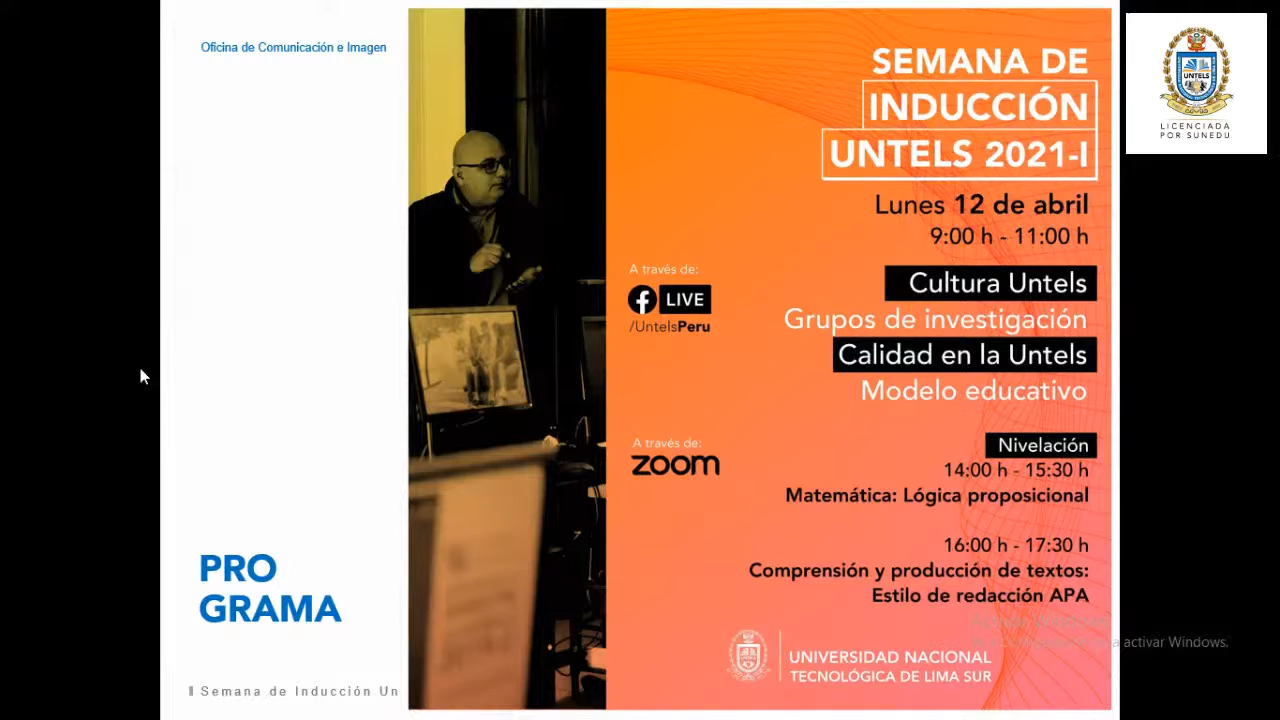 Oficina de Comunicación e Imagen
PRO
GRAMA
Semana de Inducción Un
SEMANA DE
INDUCCIÓN
UNTELS 2021-I
Lunes 12 de abril
9:00 h - 11:00 h
A través de:
LIVE
/UntelsPeru
Cultura Untels
Grupos de investigación
Calidad en la Untels
Modelo educativo
A través de:
zoom
Nivelación
14:00 h - 15:30 h
Matemática: Lógica proposicional
16:00 h - 17:30 h
Comprensión y producción de textos:
Estilo de redacción APA
UNIVERSIDAD NACIONAL
TECNOLÓGICA DE LIMA SUR
a activar Windows.
UNTELS
LICENCIADA
POR SUNEDU